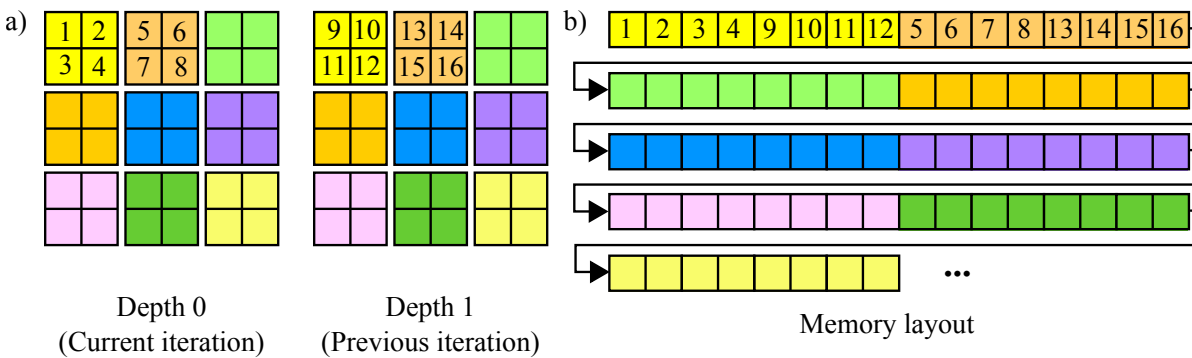 a)
1 2 5 6
3 4 7 8
9 10 13 14
11 12 15 16
Depth 0
(Current iteration)
Depth 1
(Previous iteration)
b)
1 2 3 4 9 10 11 12 5 6 7 8 13 14 15 16
...
Memory layout